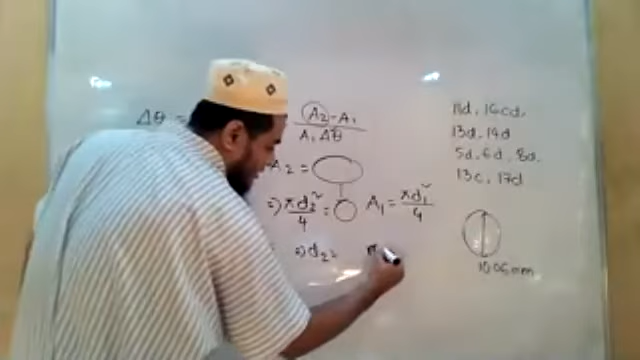 Δθ = A₂ - A₁ / A₁ Δθ
A₂ =
⇒ πd₂² / 4 =
A₁ = πd₁² / 4
⇒ d₂ =
11d, 16cd,
13d, 14d
5d, 6d, 8d.
13c, 17d
10.06mm